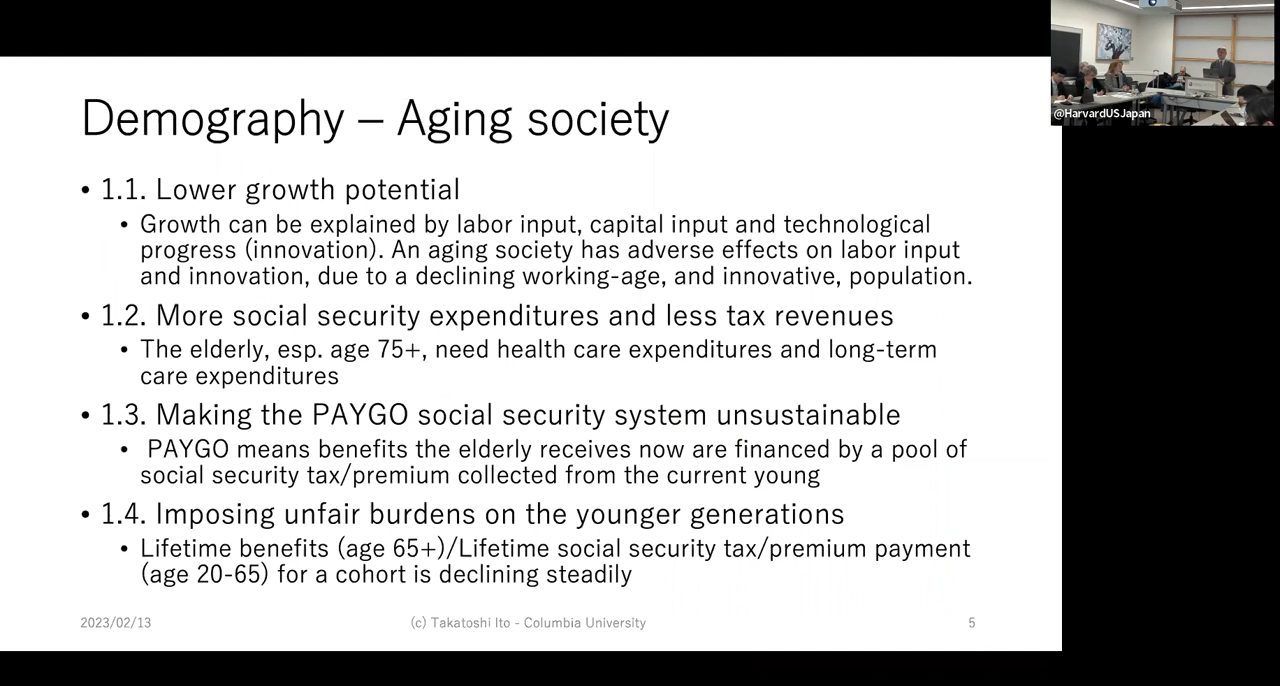 Demography – Aging society
• 1.1. Lower growth potential
• Growth can be explained by labor input, capital input and technological
progress (innovation). An aging society has adverse effects on labor input
and innovation, due to a declining working-age, and innovative, population.
• 1.2. More social security expenditures and less tax revenues
• The elderly, esp. age 75+, need health care expenditures and long-term
care expenditures
• 1.3. Making the PAYGO social security system unsustainable
• PAYGO means benefits the elderly receives now are financed by a pool of
social security tax/premium collected from the current young
• 1.4. Imposing unfair burdens on the younger generations
• Lifetime benefits (age 65+)/Lifetime social security tax/premium payment
(age 20-65) for a cohort is declining steadily
2023/02/13
(c) Takatoshi Ito - Columbia University
5
@HarvardUSJapan